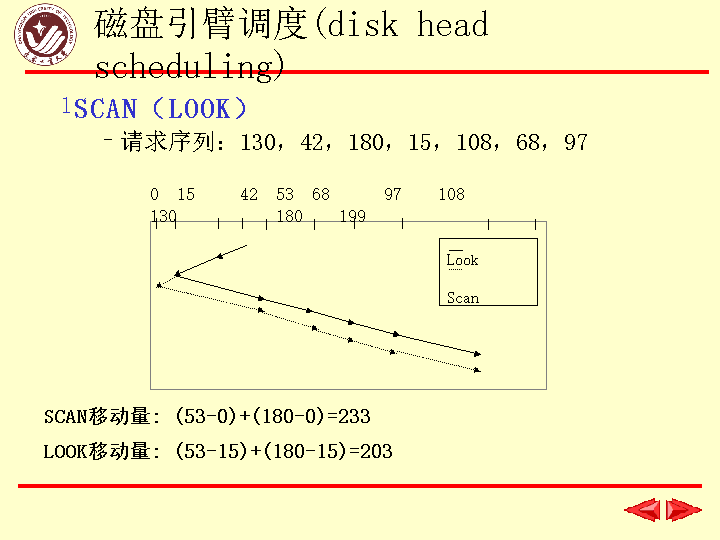 磁盘引臂调度(disk head
scheduling)
lSCAN（LOOK）
–请求序列：130，42，180，15，108，68，97
0 15 42 53 68 97 108
130 180 199
Look
Scan
SCAN移动量：(53-0)+(180-0)=233
LOOK移动量：(53-15)+(180-15)=203